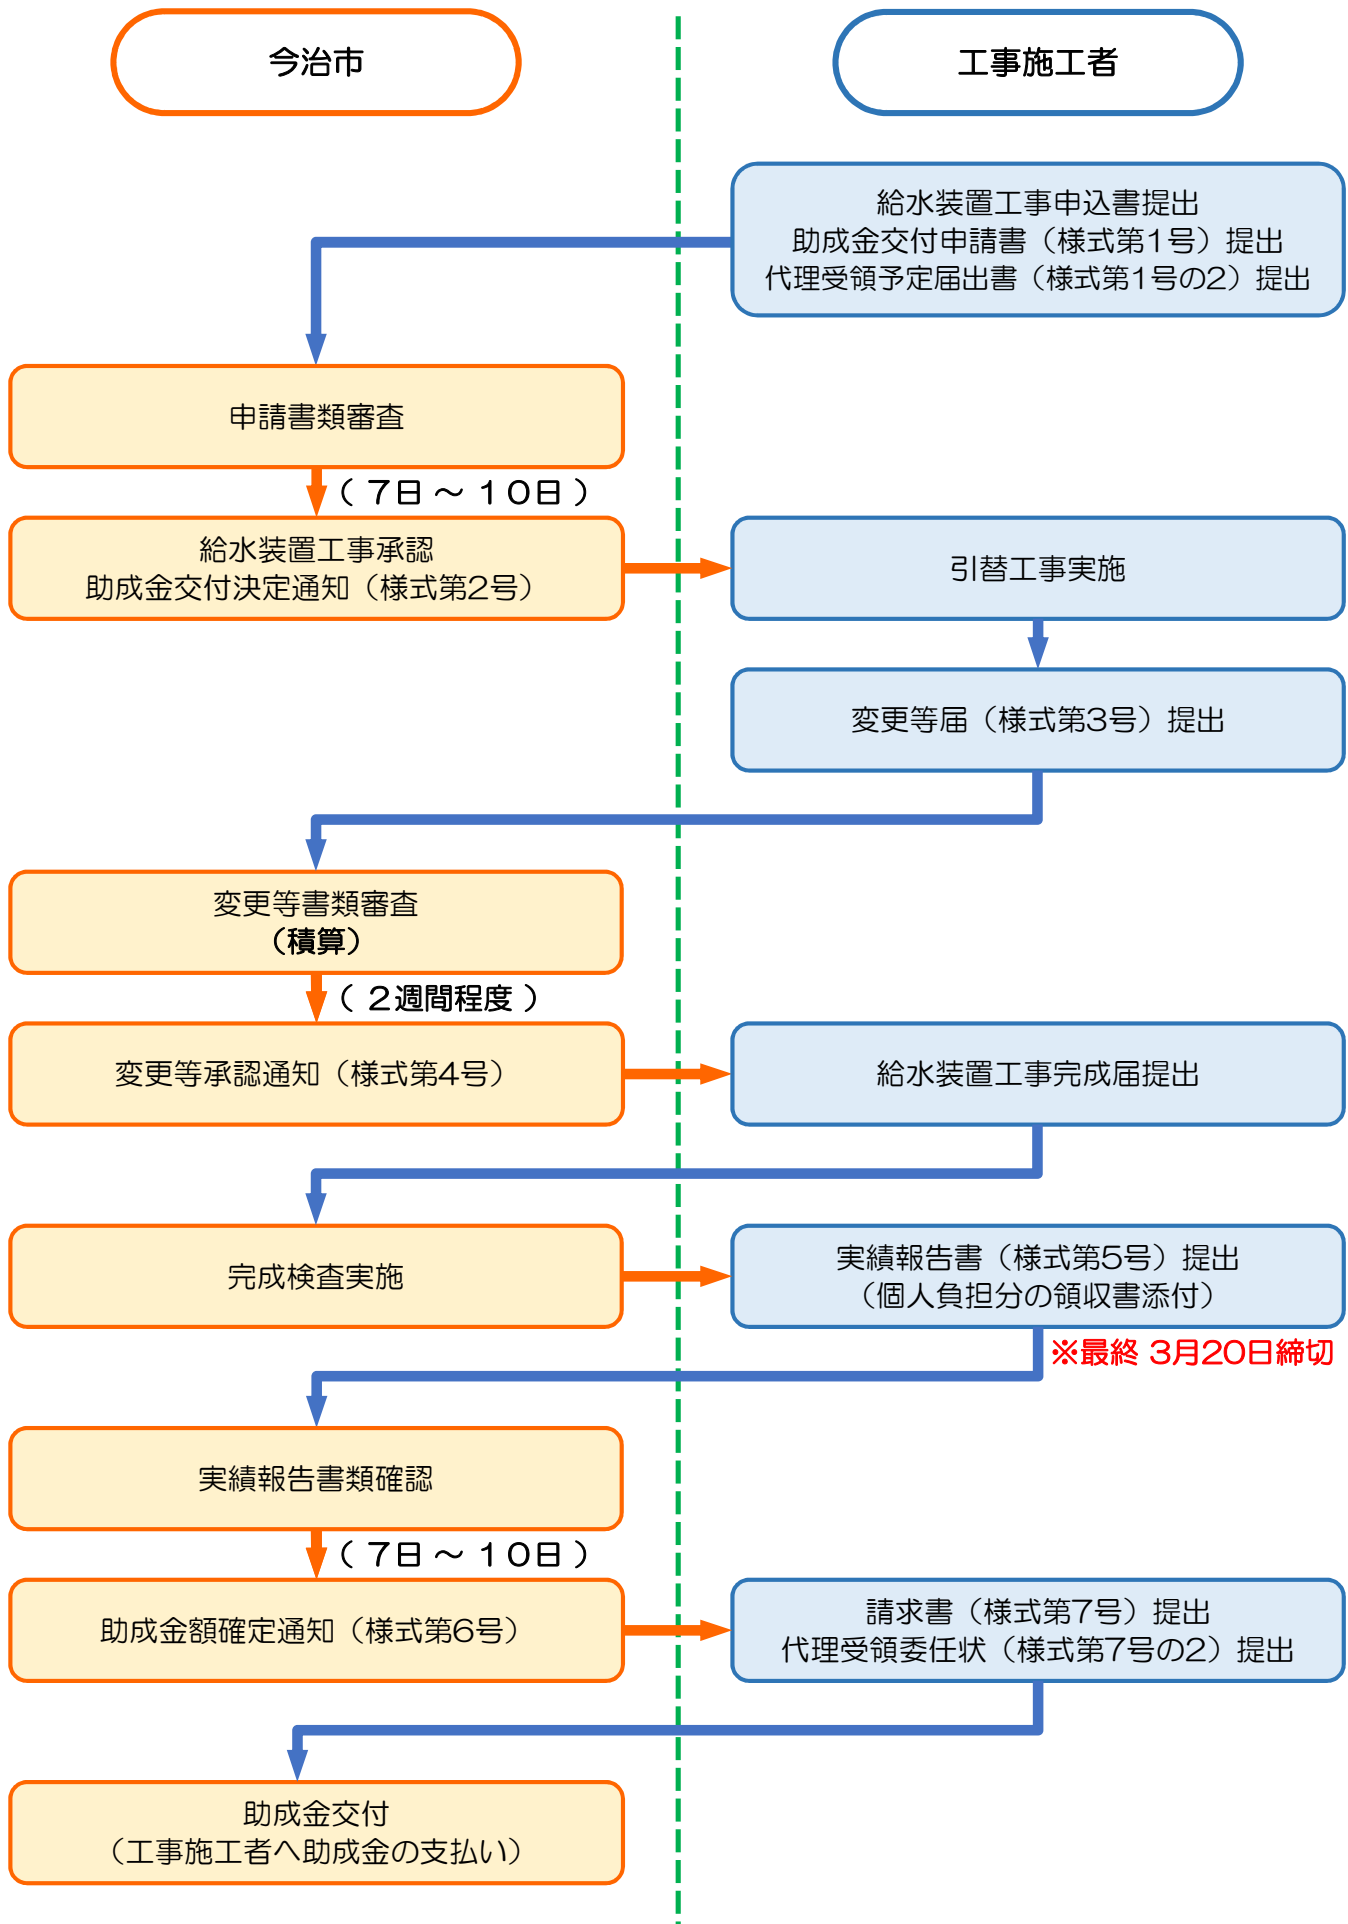 今治市
工事施工者
給水装置工事申込書提出
助成金交付申請書（様式第1号）提出
代理受領予定届出書（様式第1号の2）提出
申請書類審査
（ 7日 ～ 10日 ）
給水装置工事承認
助成金交付決定通知（様式第2号）
引替工事実施
変更等届（様式第3号）提出
変更等書類審査
（積算）
（ 2週間程度 ）
変更等承認通知（様式第4号）
給水装置工事完成届提出
完成検査実施
実績報告書（様式第5号）提出
（個人負担分の領収書添付）
※最終 3月20日締切
実績報告書類確認
（ 7日 ～ 10日 ）
助成金額確定通知（様式第6号）
請求書（様式第7号）提出
代理受領委任状（様式第7号の2）提出
助成金交付
（工事施工者へ助成金の支払い）